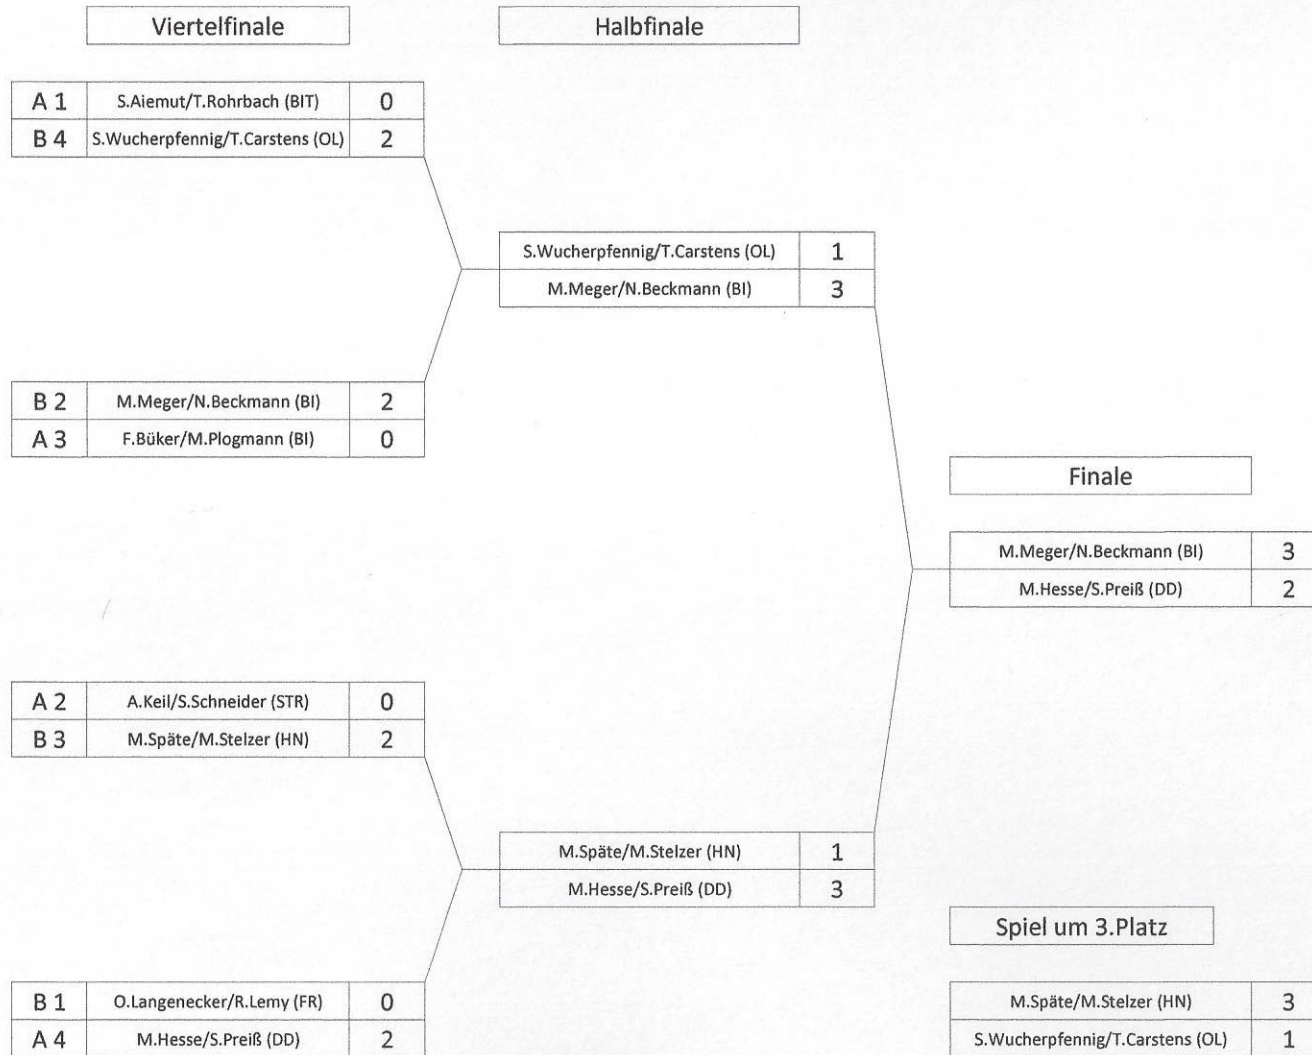 Viertelfinale
Halbfinale
A 1 S.Aiemut/T.Rohrbach (BIT) 0
B 4 S.Wucherpfennig/T.Carstens (OL) 2
S.Wucherpfennig/T.Carstens (OL) 1
M.Meger/N.Beckmann (BI) 3
B 2 M.Meger/N.Beckmann (BI) 2
A 3 F.Büker/M.Plogmann (BI) 0
Finale
M.Meger/N.Beckmann (BI) 3
M.Hesse/S.Preiß (DD) 2
A 2 A.Keil/S.Schneider (STR) 0
B 3 M.Späte/M.Stelzer (HN) 2
M.Späte/M.Stelzer (HN) 1
M.Hesse/S.Preiß (DD) 3
Spiel um 3.Platz
B 1 O.Langenecker/R.Lemy (FR) 0
A 4 M.Hesse/S.Preiß (DD) 2
M.Späte/M.Stelzer (HN) 3
S.Wucherpfennig/T.Carstens (OL) 1